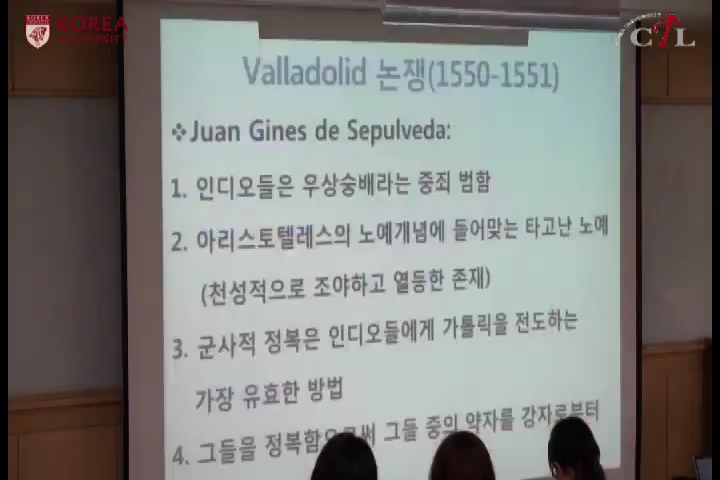 KOREA
UNIVERSITY
CTL
Valladolid 논쟁(1550-1551)
❖Juan Gines de Sepulveda:
1. 인디오들은 우상숭배라는 중죄 범함
2. 아리스토텔레스의 노예개념에 들어맞는 타고난 노예
(천성적으로 조야하고 열등한 존재)
3. 군사적 정복은 인디오들에게 가톨릭을 전도하는
가장 유효한 방법
4. 그들을 정복함으로써 그들 중의 약자를 강자로부터